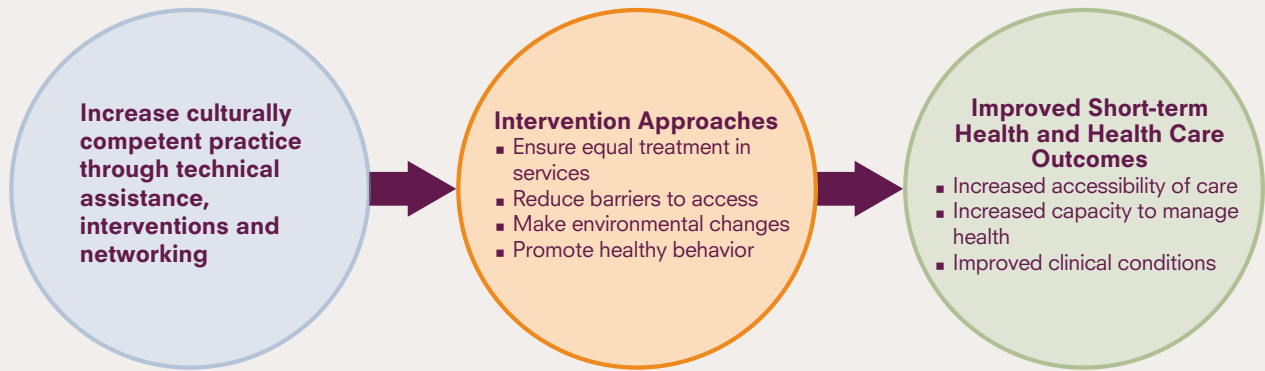 Increase culturally
competent practice
through technical
assistance,
interventions and
networking
Intervention Approaches
▪ Ensure equal treatment in
services
▪ Reduce barriers to access
▪ Make environmental changes
▪ Promote healthy behavior
Improved Short-term
Health and Health Care
Outcomes
▪ Increased accessibility of care
▪ Increased capacity to manage
health
▪ Improved clinical conditions